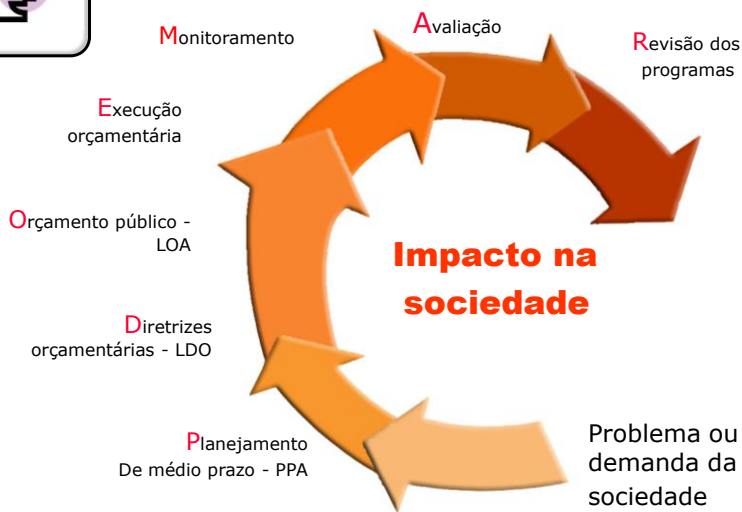 Monitoramento
Avaliação
Revisão dos
programas
Execução
orçamentária
Orçamento público -
LOA
Impacto na
sociedade
Diretrizes
orçamentárias - LDO
Planejamento
De médio prazo - PPA
Problema ou
demanda da
sociedade